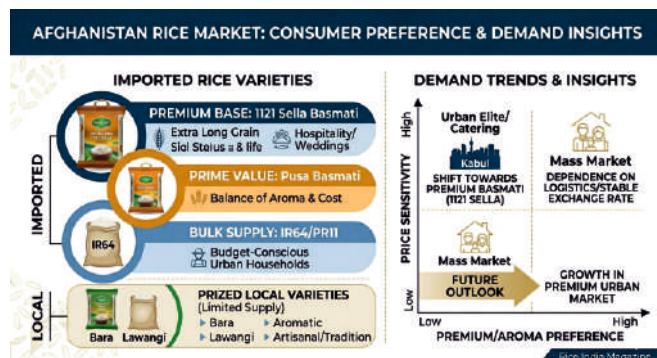 AFGHANISTAN RICE MARKET: CONSUMER PREFERENCE & DEMAND INSIGHTS
IMPORTED RICE VARIETIES
Imported
PREMIUM BASE: 1121 Sella Basmati
Extra Long Grain
Siol Steius a & life
Hospitality/
Weddings
PRIME VALUE: Pusa Basmati
Balance of Aroma & Cost
IR64
BULK SUPPLY: IR64/PR11
Budget-Conscious
Urban Households
LOCAL
Bara
Lawangi
PRIZED LOCAL VARIETIES
(Limited Supply)
▸ Bara
▸ Aromatic
▸ Lawangi
▸ Artisanal/Tradition
DEMAND TRENDS & INSIGHTS
PRICE SENSITIVITY
High
Low
Urban Elite/
Catering
Kabul
SHIFT TOWARDS
PREMIUM BASMATI
(1121 SELLA)
Mass Market
DEPENDENCE ON
LOGISTICS/STABLE
EXCHANGE RATE
Mass Market
FUTURE
OUTLOOK
GROWTH IN
PREMIUM URBAN
MARKET
Low
High
PREMIUM/AROMA PREFERENCE
Rice India Magazine